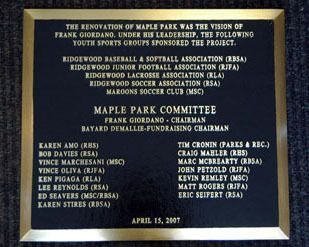 THE RENOVATION OF MAPLE PARK WAS THE VISION OF
FRANK GIORDANO. UNDER HIS LEADERSHIP, THE FOLLOWING
YOUTH SPORTS GROUPS SPONSORED THE PROJECT.
RIDGEWOOD BASEBALL & SOFTBALL ASSOCIATION (RBSA)
RIDGEWOOD JUNIOR FOOTBALL ASSOCIATION (RJFA)
RIDGEWOOD LACROSSE ASSOCIATION (RLA)
RIDGEWOOD SOCCER ASSOCIATION (RSA)
MAROONS SOCCER CLUB (MSC)
MAPLE PARK COMMITTEE
FRANK GIORDANO - CHAIRMAN
BAYARD DEMALLIE-FUNDRAISING CHAIRMAN
KAREN AMO (RHS)
BOB DAVIES (RSA)
VINCE MARCHESANI (MSC)
VINCE OLIVA (RJFA)
KEN PIGAGA (RLA)
LEE REYNOLDS (RSA)
ED SEAVERS (MSC/RBSA)
KAREN STIRES (RBSA)
TIM CRONIN (PARKS & REC.)
CRAIG MAHLER (RHS)
MARC MCBREARTY (RBSA)
JOHN PETZOLD (RJFA)
KEVIN REMLEY (MSC)
MATT ROGERS (RJFA)
ERIC SEIFERT (RSA)
APRIL 15, 2007